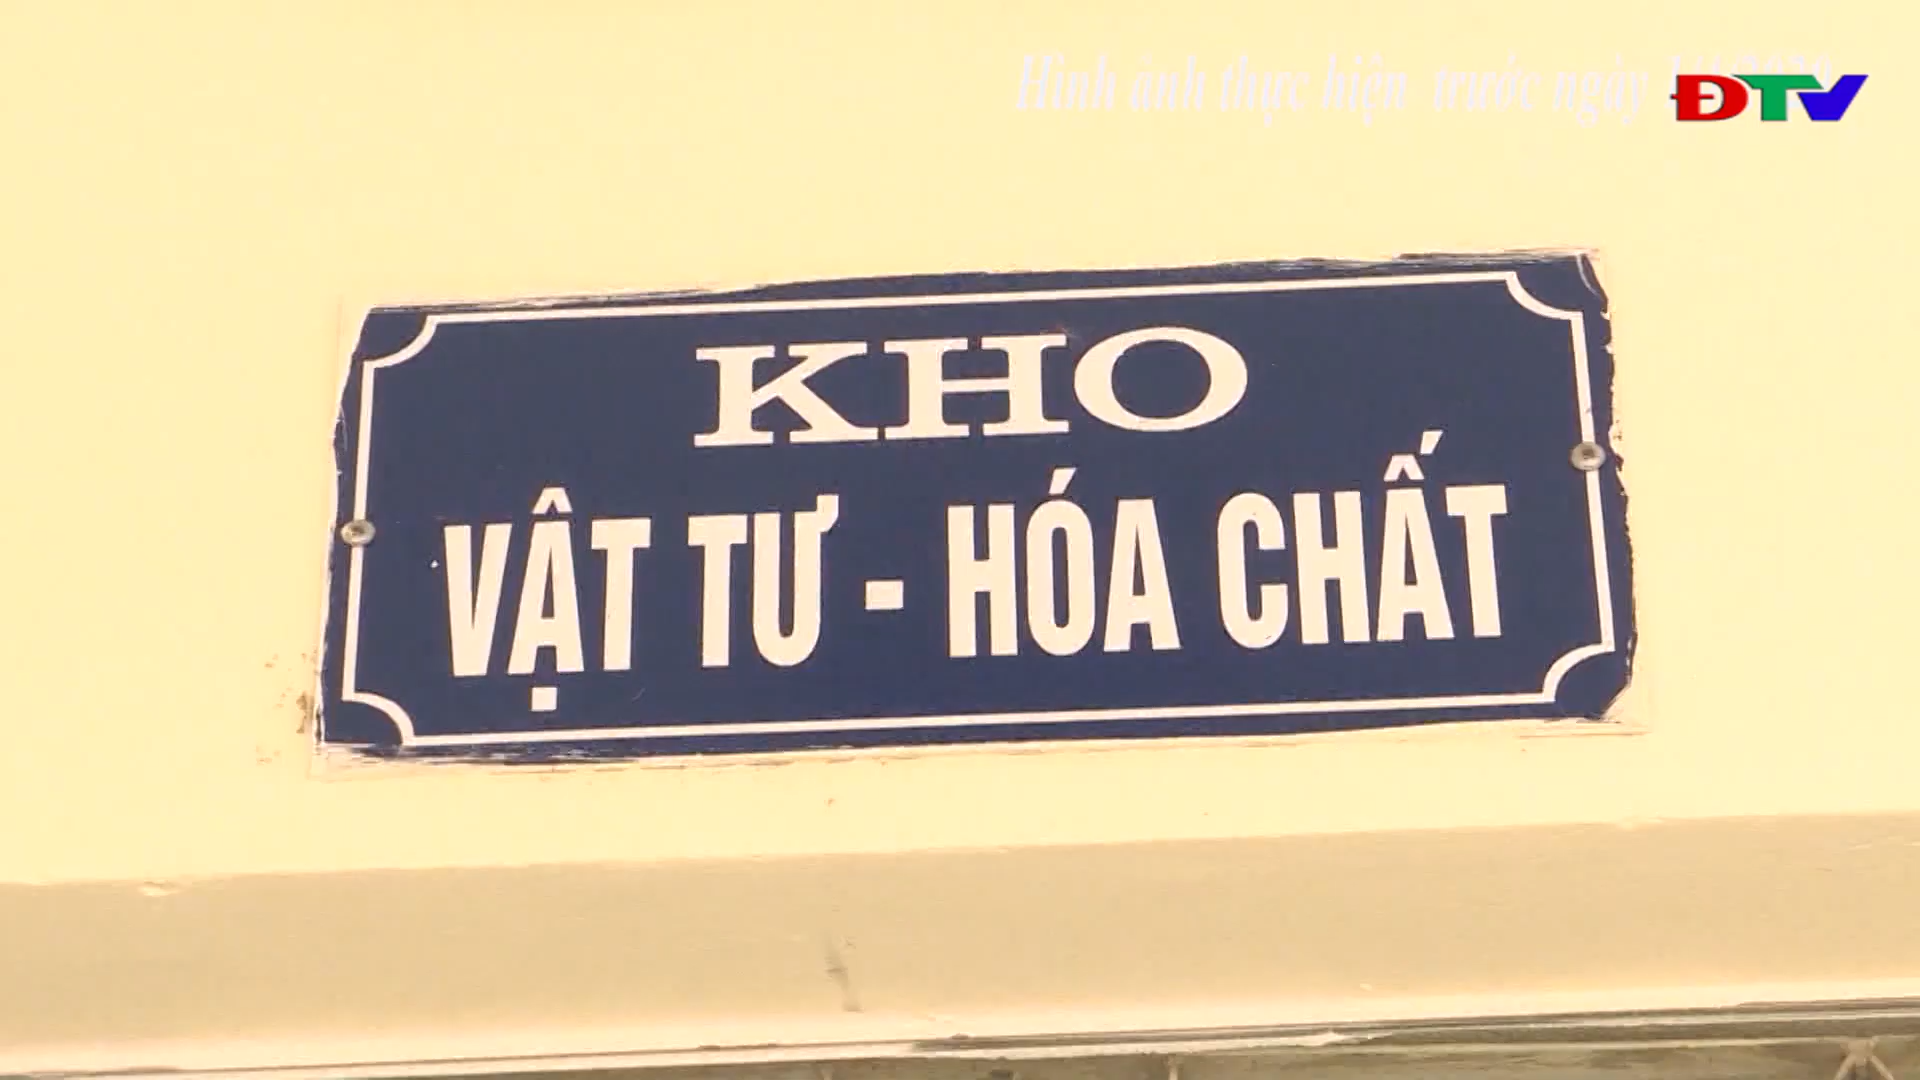 Hình ảnh thực hiện trước ngày
ĐTV
KHO
VẬT TƯ - HÓA CHẤT